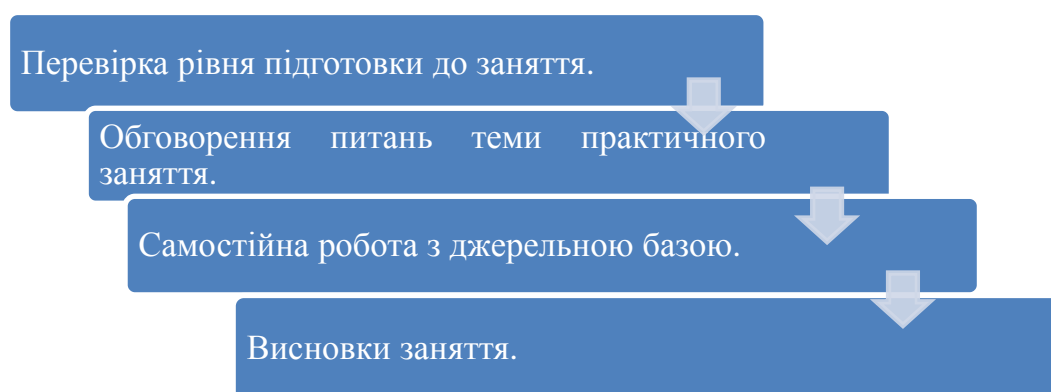 Перевірка рівня підготовки до заняття.
Обговорення питань теми практичного
заняття.
Самостійна робота з джерельною базою.
Висновки заняття.